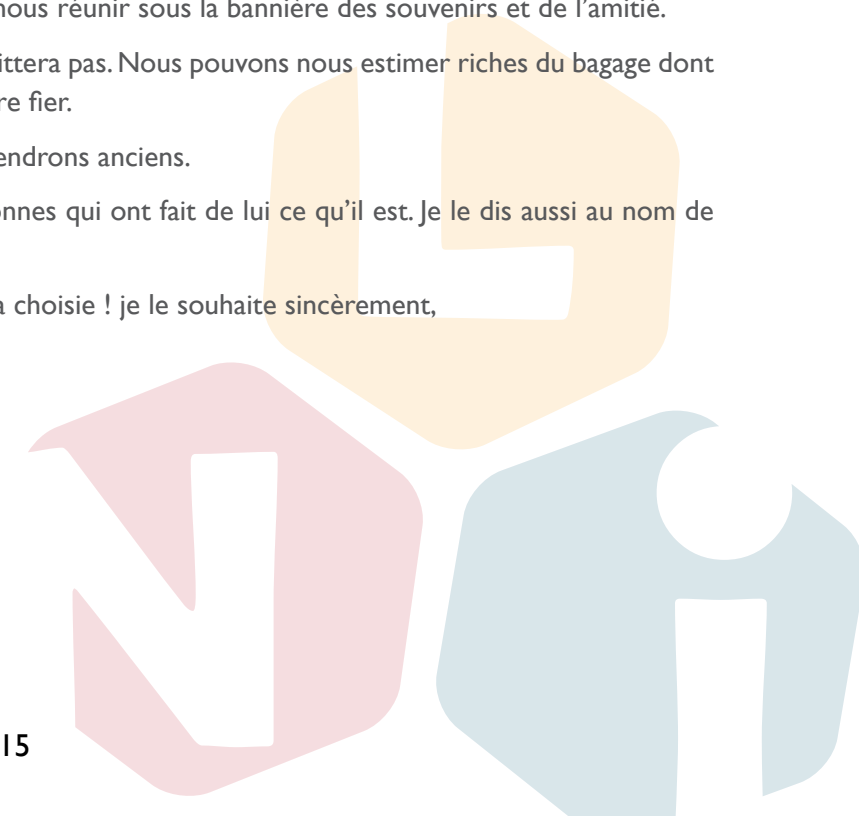 nous réunir sous la bannière des souvenirs et de l'amitié.
ittera pas. Nous pouvons nous estimer riches du bagage dont
re fier.
endrons anciens.
onnes qui ont fait de lui ce qu'il est. Je le dis aussi au nom de
a choisie ! je le souhaite sincèrement,
L
N
i
15